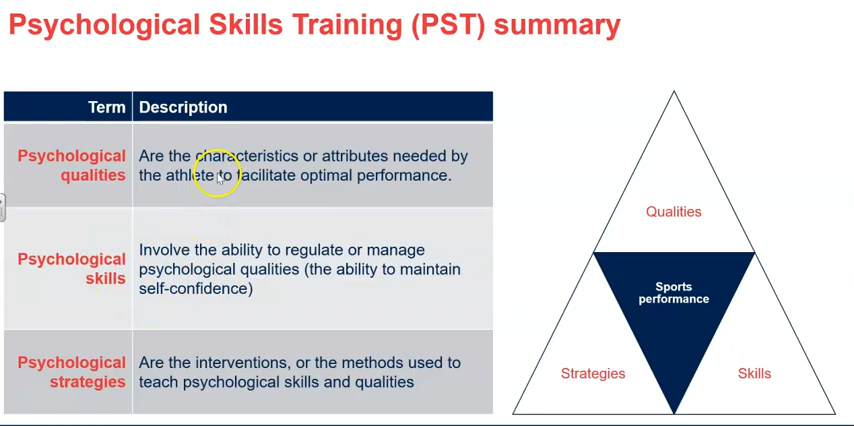 Psychological Skills Training (PST) summary
Term Description
Psychological qualities
Are the characteristics or attributes needed by
the athlete to facilitate optimal performance.
Psychological skills
Involve the ability to regulate or manage
psychological qualities (the ability to maintain
self-confidence)
Psychological strategies
Are the interventions, or the methods used to
teach psychological skills and qualities
Qualities
Sports
performance
Strategies
Skills